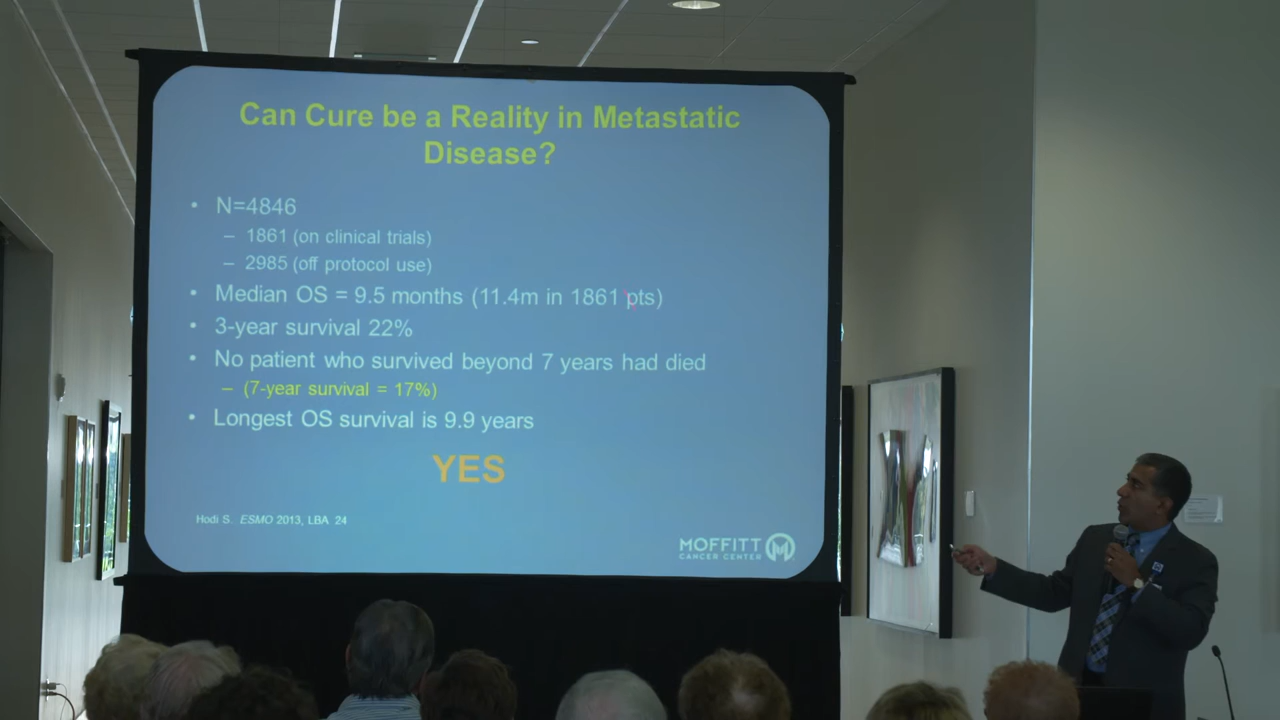 Can Cure be a Reality in Metastatic
Disease?
• N=4846
– 1861 (on clinical trials)
– 2985 (off protocol use)
• Median OS = 9.5 months (11.4m in 1861 pts)
• 3-year survival 22%
• No patient who survived beyond 7 years had died
– (7-year survival = 17%)
• Longest OS survival is 9.9 years
YES
Hodi S. ESMO 2013, LBA 24
MOFFITT
CANCER CENTER